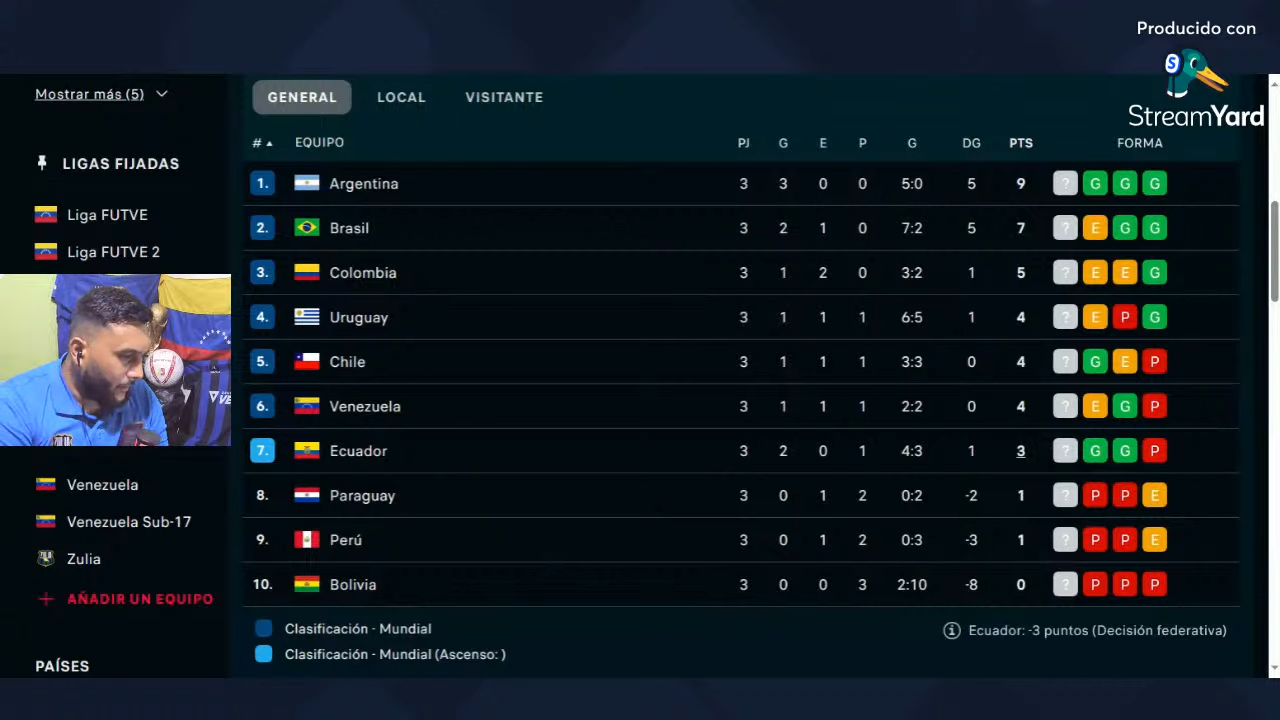 Producido con
StreamYard
Mostrar más (5)
LIGAS FIJADAS
Liga FUTVE
Liga FUTVE 2
Venezuela
Venezuela Sub-17
Zulia
AÑADIR UN EQUIPO
PAÍSES
GENERAL LOCAL VISITANTE
# EQUIPO PJ G E P G DG PTS FORMA
1. Argentina 3 3 0 0 5:0 5 9 ? G G G
2. Brasil 3 2 1 0 7:2 5 7 ? E G G
3. Colombia 3 1 2 0 3:2 1 5 ? E E G
4. Uruguay 3 1 1 1 6:5 1 4 ? E P G
5. Chile 3 1 1 1 3:3 0 4 ? G E P
6. Venezuela 3 1 1 1 2:2 0 4 ? E G P
7. Ecuador 3 2 0 1 4:3 1 3 ? G G P
8. Paraguay 3 0 1 2 0:2 -2 1 ? P P E
9. Perú 3 0 1 2 0:3 -3 1 ? P P E
10. Bolivia 3 0 0 3 2:10 -8 0 ? P P P
Clasificación - Mundial
Clasificación - Mundial (Ascenso: )
Ecuador: -3 puntos (Decisión federativa)